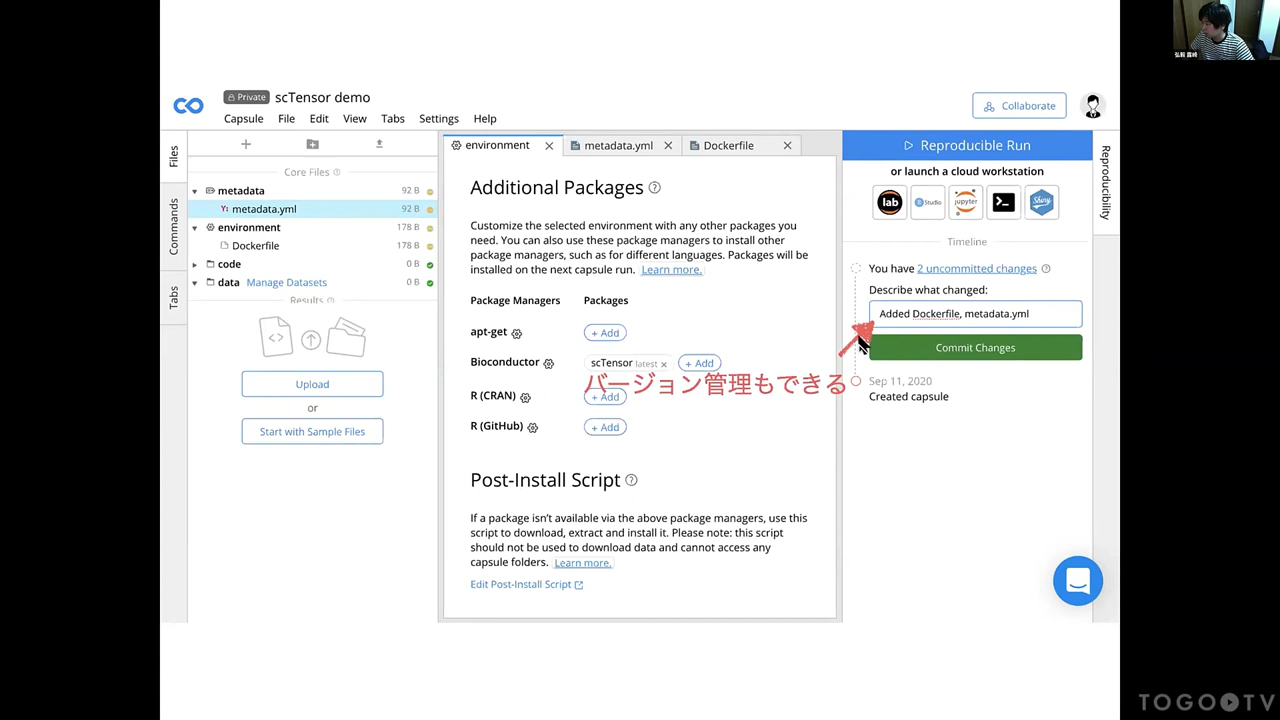 弘毅 露崎
Private scTensor demo
Capsule File Edit View Tabs Settings Help
Collaborate
Files
Commands
Tabs
Core Files
metadata 92 B
metadata.yml 92 B
environment 178 B
Dockerfile 178 B
code 0 B
data Manage Datasets 0 B
Results
Upload
or
Start with Sample Files
environment metadata.yml Dockerfile
Additional Packages
Customize the selected environment with any other packages you
need. You can also use these package managers to install other
package managers, such as for different languages. Packages will be
installed on the next capsule run. Learn more.
Package Managers Packages
apt-get + Add
Bioconductor scTensor latest + Add
バージョン管理もできる
R (CRAN) + Add
R (GitHub) + Add
Post-Install Script
If a package isn't available via the above package managers, use this
script to download, extract and install it. Please note: this script
should not be used to download data and cannot access any
capsule folders. Learn more.
Edit Post-Install Script
Reproducible Run
or launch a cloud workstation
lab
R Studio
jupyter
Shiny
Timeline
You have 2 uncommitted changes
Describe what changed:
Added Dockerfile, metadata.yml
Commit Changes
Sep 11, 2020
Created capsule
Reproducibility
TOGO TV